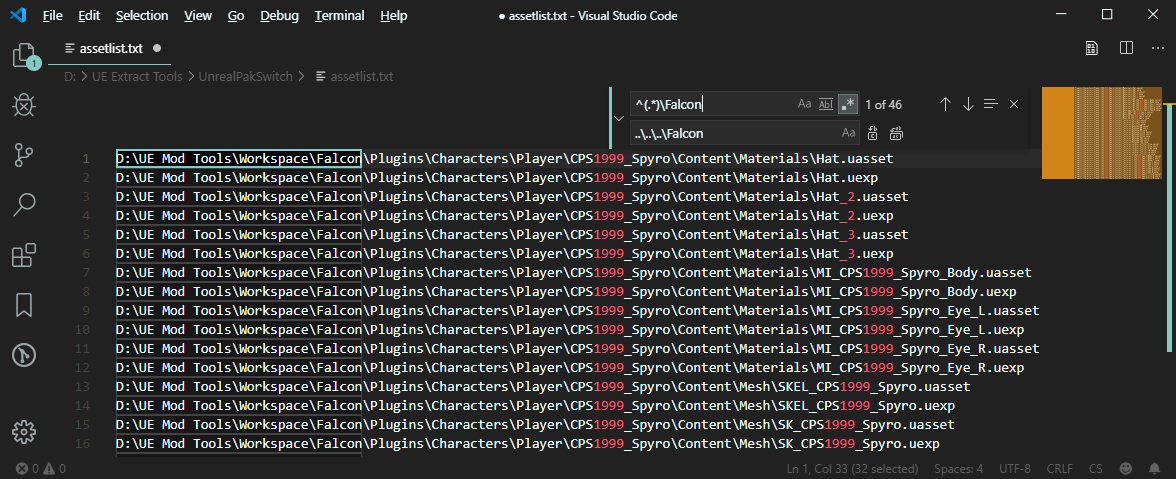 File Edit Selection View Go Debug Terminal Help ● assetlist.txt - Visual Studio Code
assetlist.txt ●
1
D: > UE Extract Tools > UnrealPakSwitch > assetlist.txt
^(.*)\Falcon Aa Abl .* 1 of 46
..\..\..\Falcon Aa
1 D:\UE Mod Tools\Workspace\Falcon\Plugins\Characters\Player\CPS1999_Spyro\Content\Materials\Hat.uasset
2 D:\UE Mod Tools\Workspace\Falcon\Plugins\Characters\Player\CPS1999_Spyro\Content\Materials\Hat.uexp
3 D:\UE Mod Tools\Workspace\Falcon\Plugins\Characters\Player\CPS1999_Spyro\Content\Materials\Hat_2.uasset
4 D:\UE Mod Tools\Workspace\Falcon\Plugins\Characters\Player\CPS1999_Spyro\Content\Materials\Hat_2.uexp
5 D:\UE Mod Tools\Workspace\Falcon\Plugins\Characters\Player\CPS1999_Spyro\Content\Materials\Hat_3.uasset
6 D:\UE Mod Tools\Workspace\Falcon\Plugins\Characters\Player\CPS1999_Spyro\Content\Materials\Hat_3.uexp
7 D:\UE Mod Tools\Workspace\Falcon\Plugins\Characters\Player\CPS1999_Spyro\Content\Materials\MI_CPS1999_Spyro_Body.uasset
8 D:\UE Mod Tools\Workspace\Falcon\Plugins\Characters\Player\CPS1999_Spyro\Content\Materials\MI_CPS1999_Spyro_Body.uexp
9 D:\UE Mod Tools\Workspace\Falcon\Plugins\Characters\Player\CPS1999_Spyro\Content\Materials\MI_CPS1999_Spyro_Eye_L.uasset
10 D:\UE Mod Tools\Workspace\Falcon\Plugins\Characters\Player\CPS1999_Spyro\Content\Materials\MI_CPS1999_Spyro_Eye_L.uexp
11 D:\UE Mod Tools\Workspace\Falcon\Plugins\Characters\Player\CPS1999_Spyro\Content\Materials\MI_CPS1999_Spyro_Eye_R.uasset
12 D:\UE Mod Tools\Workspace\Falcon\Plugins\Characters\Player\CPS1999_Spyro\Content\Materials\MI_CPS1999_Spyro_Eye_R.uexp
13 D:\UE Mod Tools\Workspace\Falcon\Plugins\Characters\Player\CPS1999_Spyro\Content\Mesh\SKEL_CPS1999_Spyro.uasset
14 D:\UE Mod Tools\Workspace\Falcon\Plugins\Characters\Player\CPS1999_Spyro\Content\Mesh\SKEL_CPS1999_Spyro.uexp
15 D:\UE Mod Tools\Workspace\Falcon\Plugins\Characters\Player\CPS1999_Spyro\Content\Mesh\SK_CPS1999_Spyro.uasset
16 D:\UE Mod Tools\Workspace\Falcon\Plugins\Characters\Player\CPS1999_Spyro\Content\Mesh\SK_CPS1999_Spyro.uexp
0 0 Ln 1, Col 33 (32 selected) Spaces: 4 UTF-8 CRLF CS